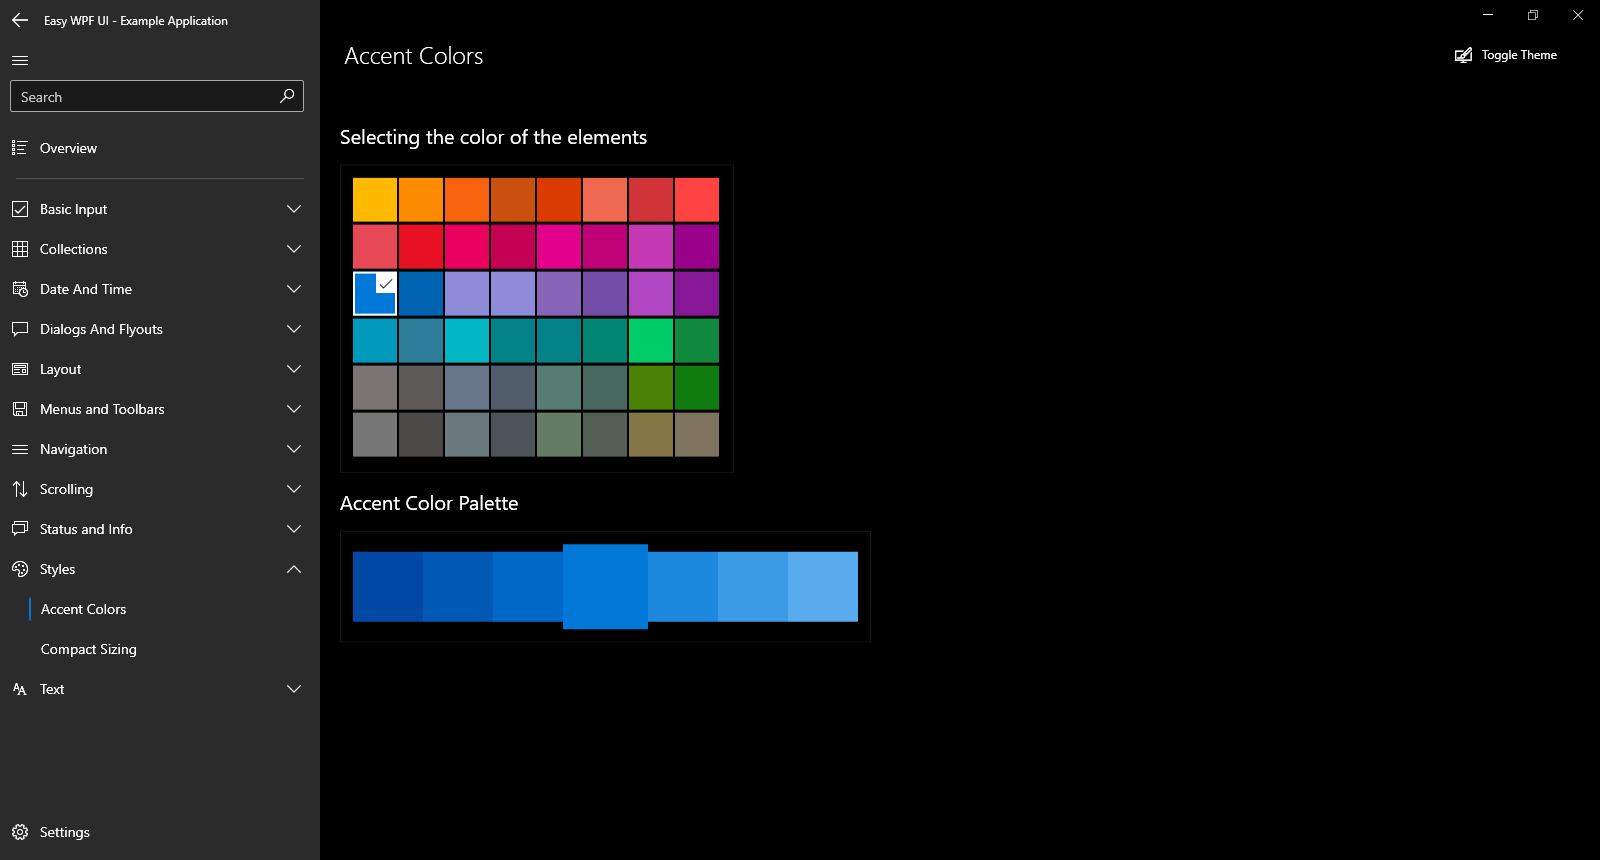 Easy WPF UI - Example Application
Search
Overview
Basic Input
Collections
Date And Time
Dialogs And Flyouts
Layout
Menus and Toolbars
Navigation
Scrolling
Status and Info
Styles
Accent Colors
Compact Sizing
Text
Settings
Accent Colors
Toggle Theme
Selecting the color of the elements
Accent Color Palette